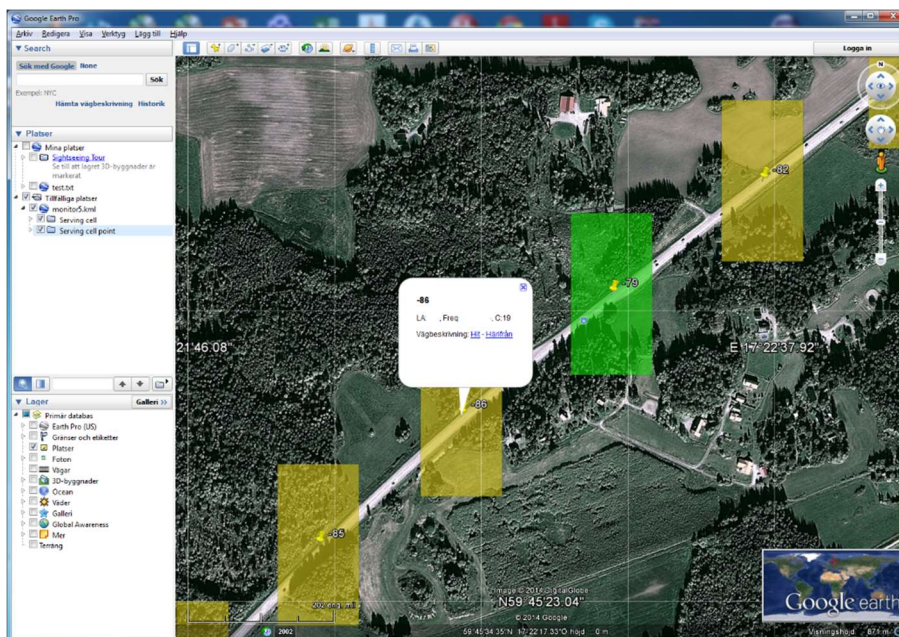 Google Earth Pro
Arkiv Redigera Visa Verktyg Lägg till Hjälp
Search
Logga in
Sök med Google None
Sök
Exempel: NYC
Hämta vägbeskrivning Historik
Platser
Mina platser
Sightseeing Tour
Se till att lagret 3D-byggnader är
markerat
test.txt
Tillfälliga platser
monitor5.kml
Serving cell
Serving cell point
Lager
Galleri >>
Primär databas
Earth Pro (US)
Gränser och etiketter
Platser
Foton
Vägar
3D-byggnader
Ocean
Väder
Galleri
Global Awareness
Mer
Terräng
N
-82
-79
-86
LA: , Freq , C:19
Vägbeskrivning: Hit - Härifrån
21'46.08"
E 17°22'37.92"
-86
-85
Image © 2014 DigitalGlobe
N59°45'23.04"
© 2014 Google
202 eng. mil
2002
59°45'34.35"N 17°22'17.33"O höjd 0 m
Google earth
Visningshöjd 871 m